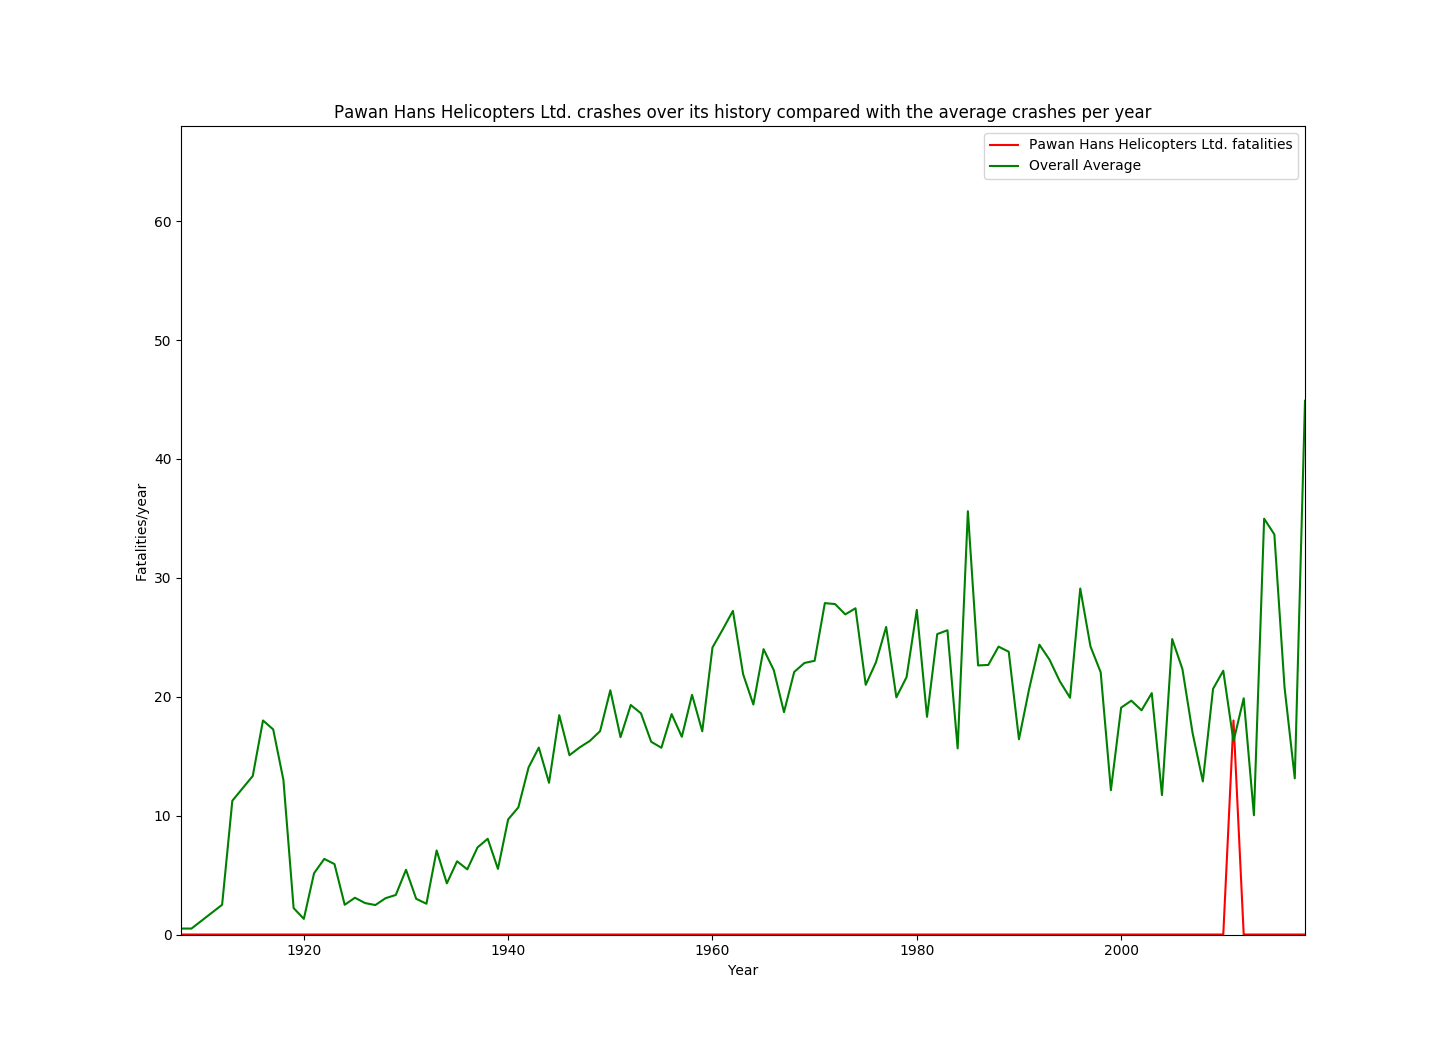 Pawan Hans Helicopters Ltd. crashes over its history compared with the average crashes per year
Pawan Hans Helicopters Ltd. fatalities
Overall Average
60
50
40
30
20
10
0
Fatalities/year
1920 1940 1960 1980 2000
Year